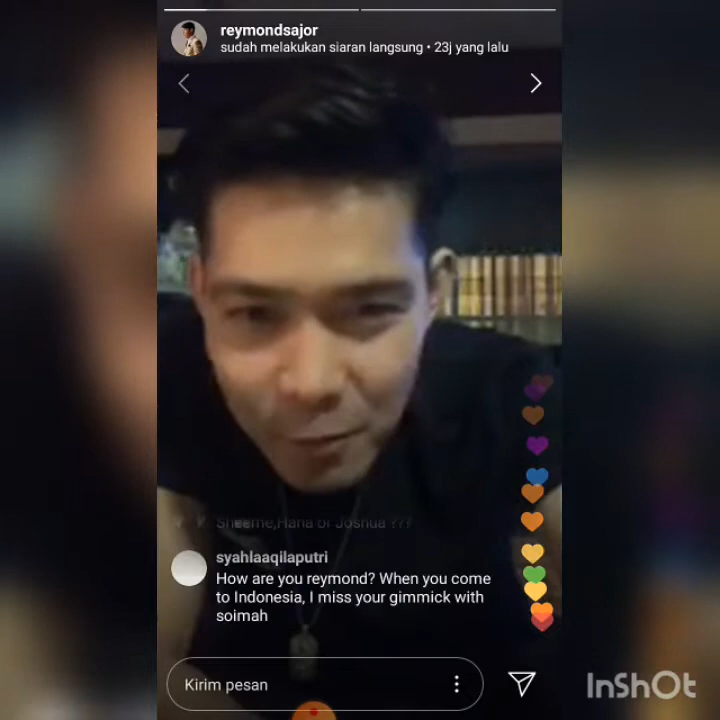 reymondsajor
sudah melakukan siaran langsung • 23j yang lalu
Sheeme,Hana or Joshua ???
syahlaaqilaputri
How are you reymond? When you come
to Indonesia, I miss your gimmick with
soimah
Kirim pesan
InShOt